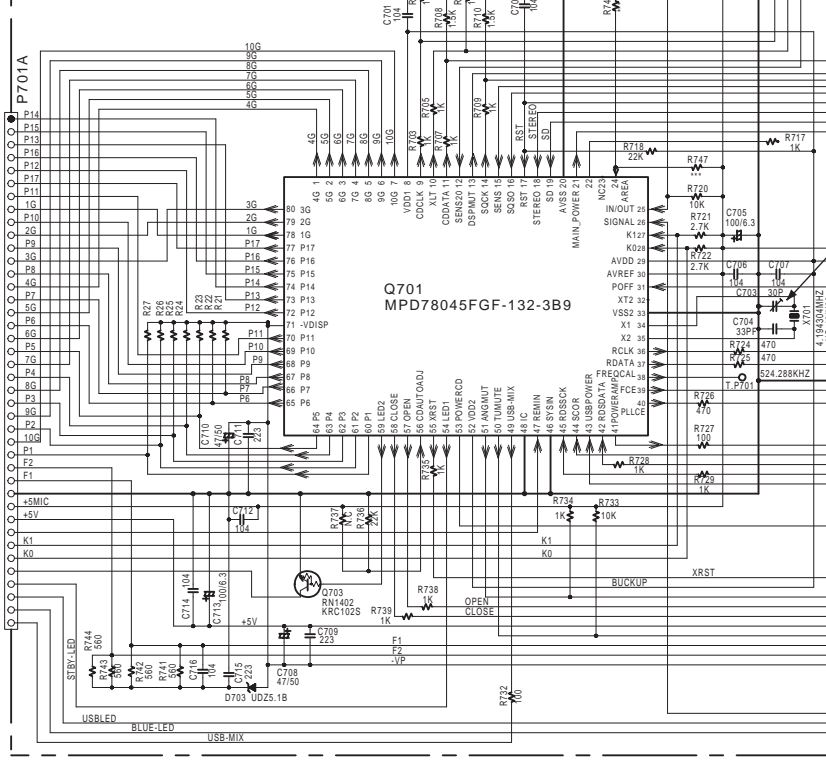 C701
104
R708
1.5K
R710
1.5K
104
P701A
10G
9G
8G
7G
6G
5G
4G
P14
P15
P13
P16
P12
P17
P11
1G
P10
2G
P9
3G
P8
4G
P7
5G
P6
6G
P5
7G
P4
8G
P3
9G
P2
10G
P1
F2
F1
+5MIC
+5V
K1
K0
4G
5G
6G
7G
8G
9G
10G
R703
1K
R705
1K
R707
1K
R709
1K
RST
STEREO
SD
R718
22K
R717
1K
R747
***
R720
10K
R721
2.7K
C705
100/6.3
R722
2.7K
C706
104
C707
104
C703
30P
C704
33PF
X701
4.194304MHZ
R724
470
R725
470
524.288KHZ
T.P701
R726
470
R727
100
R728
1K
R729
1K
4G 1
5G 2
6G 3
7G 4
8G 5
9G 6
10G 7
VDD1 8
CDCLK 9
XLT 10
CDDATA 11
SENS20 12
DSPMUT 13
SQCK 14
SENS 15
SQSO 16
RST 17
STEREO 18
SD 19
AVSS 20
MAIN_POWER 21
22
NC23
24
AREA
IN/OUT 25
SIGNAL 26
K127
K028
AVDD 29
AVREF 30
POFF 31
XT2 32
VSS2 33
X1 34
X2 35
RCLK 36
RDATA 37
FREQCAL 38
FCE 39
40
PLLCE
3G
2G
1G
P17
P16
P15
P14
P13
P12
P11
P10
P9
P8
P7
P6
80 3G
79 2G
78 1G
77 P17
76 P16
75 P15
74 P14
73 P13
72 P12
71 -VDISP
70 P11
69 P10
68 P9
67 P8
66 P7
65 P6
Q701
MPD78045FGF-132-3B9
64 P5
63 P4
62 P3
61 P2
60 P1
59 LED2
58 CLOSE
57 OPEN
56 CDAUTOADJ
55 XRST
54 LED1
53 POWERCD
52 VDD2
51 ANGMUT
50 TUMUTE
49 USB-MIX
48 IC
47 REMIN
46 SYSIN
45 RDSSCK
44 SCOR
43 USBPOWER
42 RDSDATA
41 POWERAMP
R27
R26
R25
R24
R23
R22
R21
C710
47/50
C711
223
C712
104
R737
N.C
R736
22K
R735
1K
R734
1K
R733
10K
K1
K0
XRST
BUCKUP
Q703
RN1402
KRC102S
R738
1K
R739
1K
OPEN
CLOSE
C714
104
C713
100/6.3
+5V
C708
47/50
C709
223
F1
F2
-VP
STBY-LED
R744
560
R743
560
R742
560
R741
560
C716
104
C715
223
D703 UDZ5.1B
R732
100
USBLED
BLUE-LED
USB-MIX